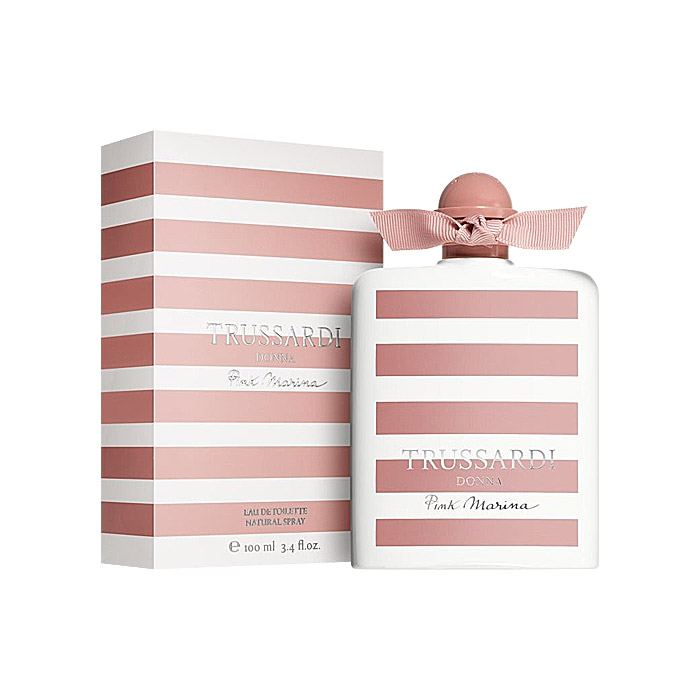 TRUSSARDI
DONNA
Pink Marina
EAU DE TOILETTE
NATURAL SPRAY
e 100 ml 3.4 fl.oz.
TRUSSARDI
DONNA
Pink Marina